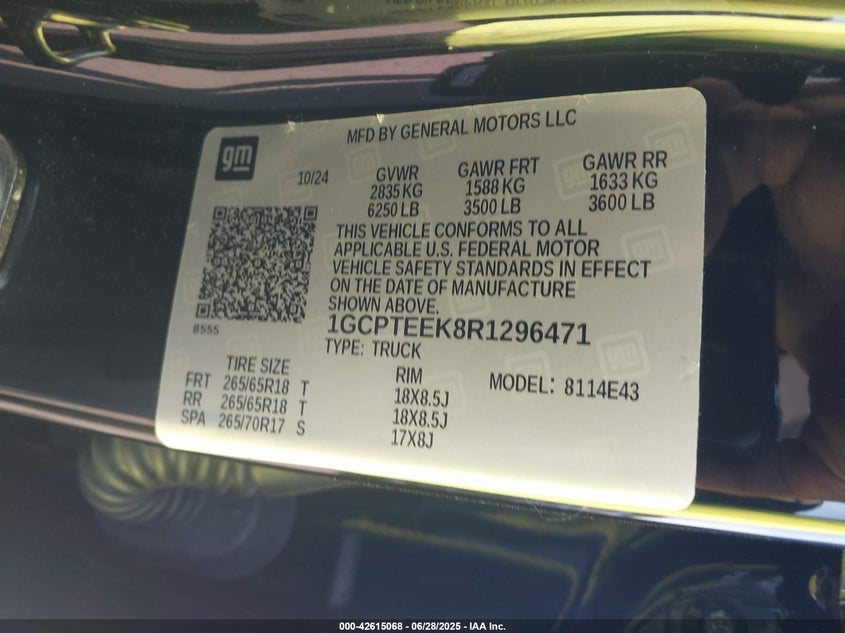 MFD BY GENERAL MOTORS LLC
gm
10/24
GVWR GAWR FRT GAWR RR
2835 KG 1588 KG 1633 KG
6250 LB 3500 LB 3600 LB
THIS VEHICLE CONFORMS TO ALL
APPLICABLE U.S. FEDERAL MOTOR
VEHICLE SAFETY STANDARDS IN EFFECT
ON THE DATE OF MANUFACTURE
SHOWN ABOVE.
8555
1GCPTEEK8R1296471
TYPE: TRUCK
TIRE SIZE RIM MODEL: 8114E43
FRT 265/65R18 T 18X8.5J
RR 265/65R18 T 18X8.5J
SPA 265/70R17 S 17X8J
000-42615068 - 06/28/2025 - IAA Inc.